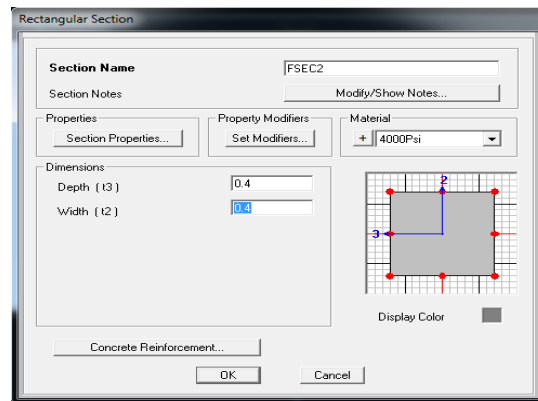 Rectangular Section
Section Name
FSEC2
Section Notes
Modify/Show Notes...
Properties
Section Properties...
Property Modifiers
Set Modifiers...
Material
+
4000Psi
Dimensions
Depth ( t3 )
0.4
Width ( t2 )
0.4
2
3
Display Color
Concrete Reinforcement...
OK
Cancel